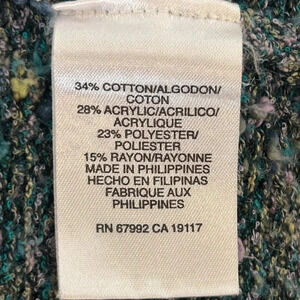 34% COTTON/ALGODON/
COTON
28% ACRYLIC/ACRILICO/
ACRYLIQUE
23% POLYESTER/
POLIESTER
15% RAYON/RAYONNE
MADE IN PHILIPPINES
HECHO EN FILIPINAS
FABRIQUE AUX
PHILIPPINES
RN 67992 CA 19117